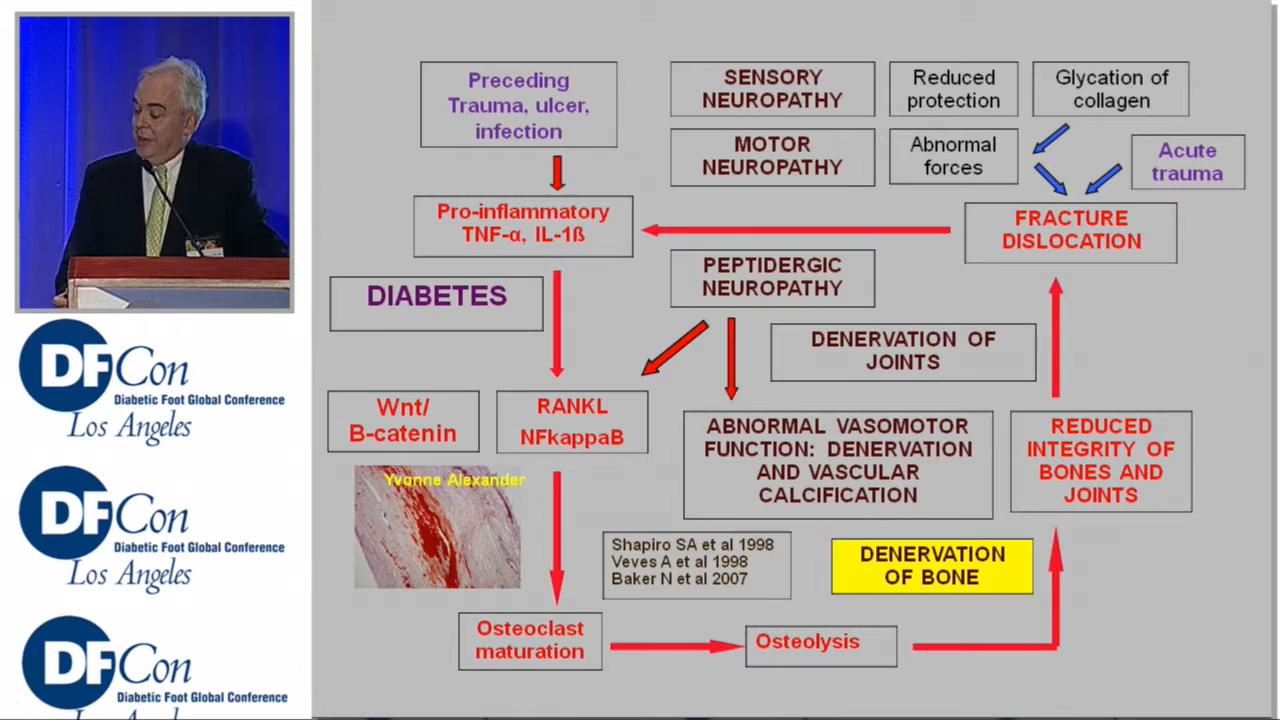 Preceding
Trauma, ulcer,
infection
SENSORY
NEUROPATHY
Reduced
protection
Glycation of
collagen
MOTOR
NEUROPATHY
Abnormal
forces
Acute
trauma
Pro-inflammatory
TNF-α, IL-1ß
FRACTURE
DISLOCATION
PEPTIDERGIC
NEUROPATHY
DIABETES
DENERVATION OF
JOINTS
Wnt/
B-catenin
RANKL
NFkappaB
ABNORMAL VASOMOTOR
FUNCTION: DENERVATION
AND VASCULAR
CALCIFICATION
REDUCED
INTEGRITY OF
BONES AND
JOINTS
Yvonne Alexander
Shapiro SA et al 1998
Veves A et al 1998
Baker N et al 2007
DENERVATION
OF BONE
Osteoclast
maturation
Osteolysis
DFCon
Diabetic Foot Global Conference
Los Angeles
DFCon
Diabetic Foot Global Conference
Los Angeles
DFCon
Diabetic Foot Global Conference
Los Angeles